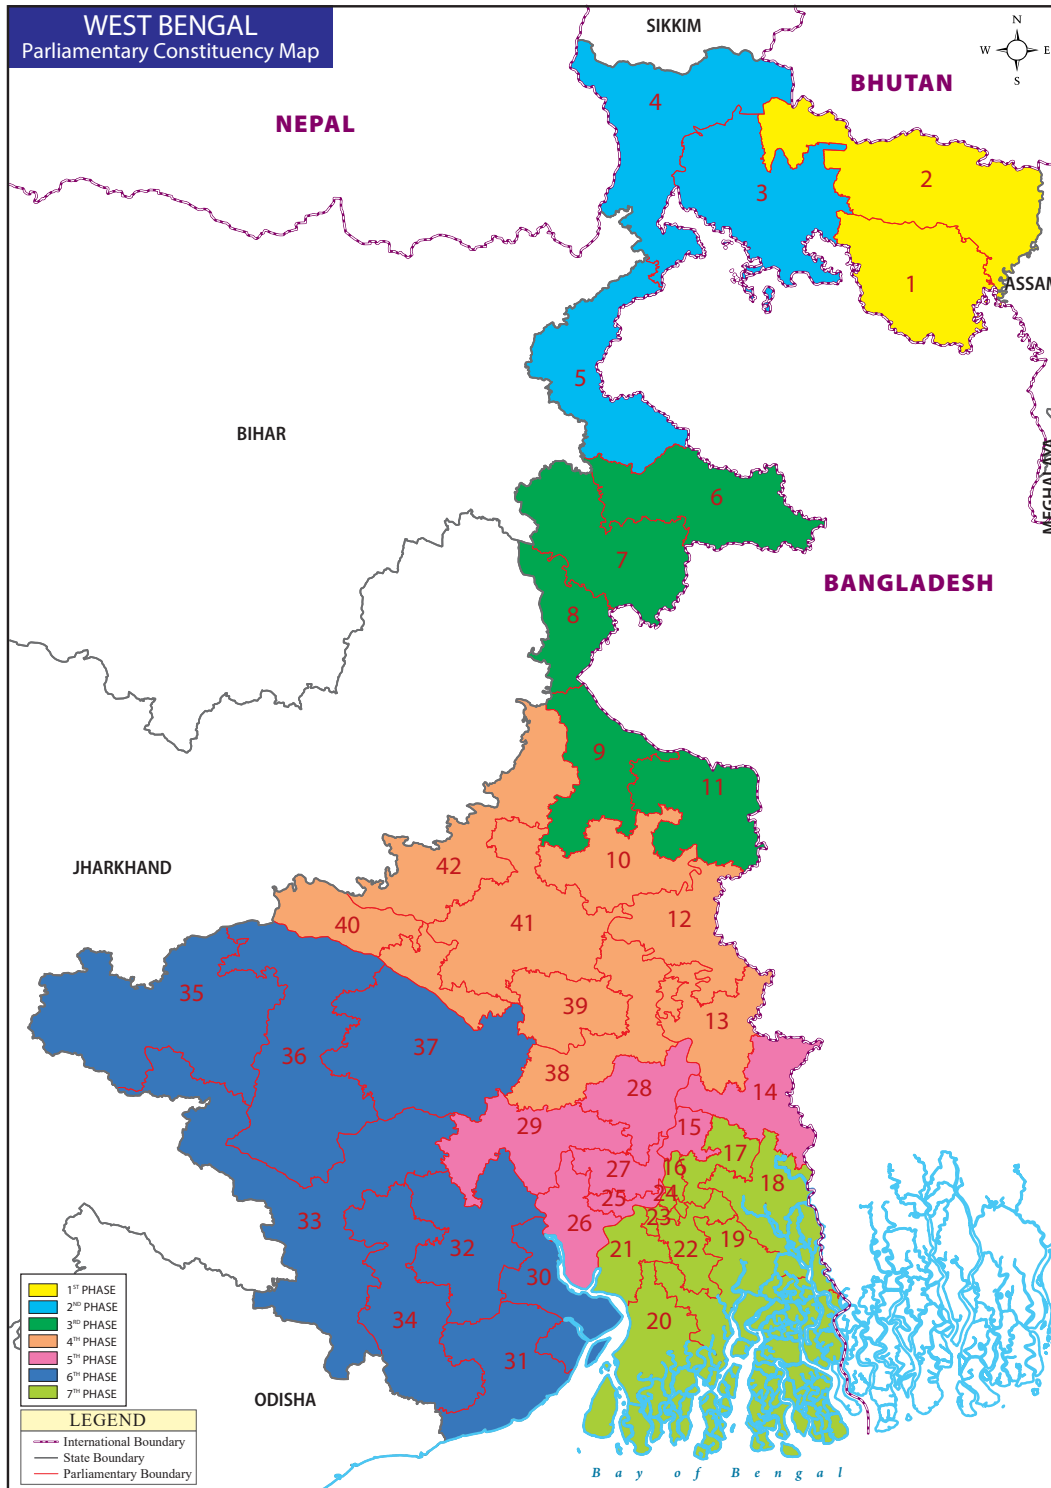 WEST BENGAL
Parliamentary Constituency Map
SIKKIM
N
W E
S
BHUTAN
NEPAL
4
2
3
1
ASSAM
5
BIHAR
MEGHALAYA
6
7
BANGLADESH
8
9
11
JHARKHAND
42
10
40
41
12
35
39
13
36
37
38
28
14
29
15
17
27
16
18
25
24
26
23
33
32
21
22
19
30
34
20
31
1ST PHASE
2ND PHASE
3RD PHASE
4TH PHASE
5TH PHASE
6TH PHASE
7TH PHASE
ODISHA
LEGEND
International Boundary
State Boundary
Parliamentary Boundary
Bay of Bengal